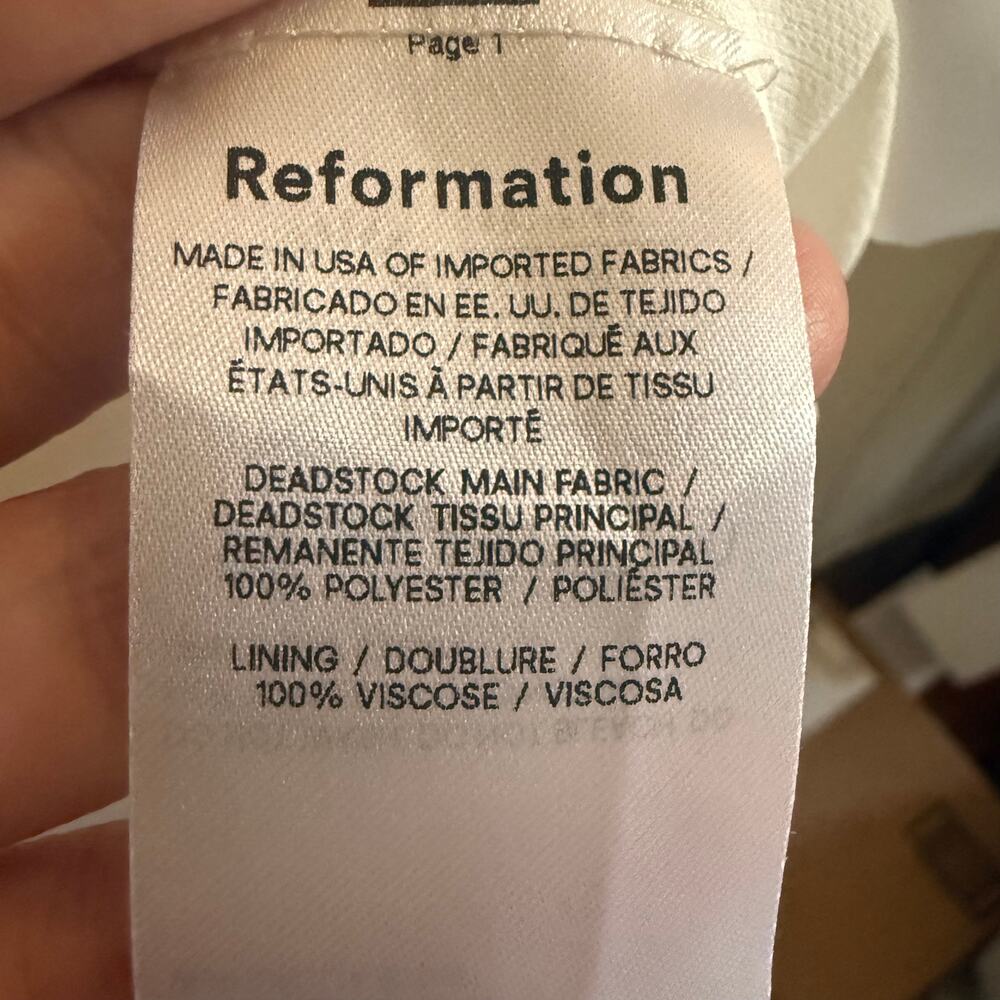 Page 1
Reformation
MADE IN USA OF IMPORTED FABRICS /
FABRICADO EN EE. UU. DE TEJIDO
IMPORTADO / FABRIQUÉ AUX
ÉTATS-UNIS À PARTIR DE TISSU
IMPORTÉ
DEADSTOCK MAIN FABRIC /
DEADSTOCK TISSU PRINCIPAL /
REMANENTE TEJIDO PRINCIPAL
100% POLYESTER / POLIÉSTER
LINING / DOUBLURE / FORRO
100% VISCOSE / VISCOSA